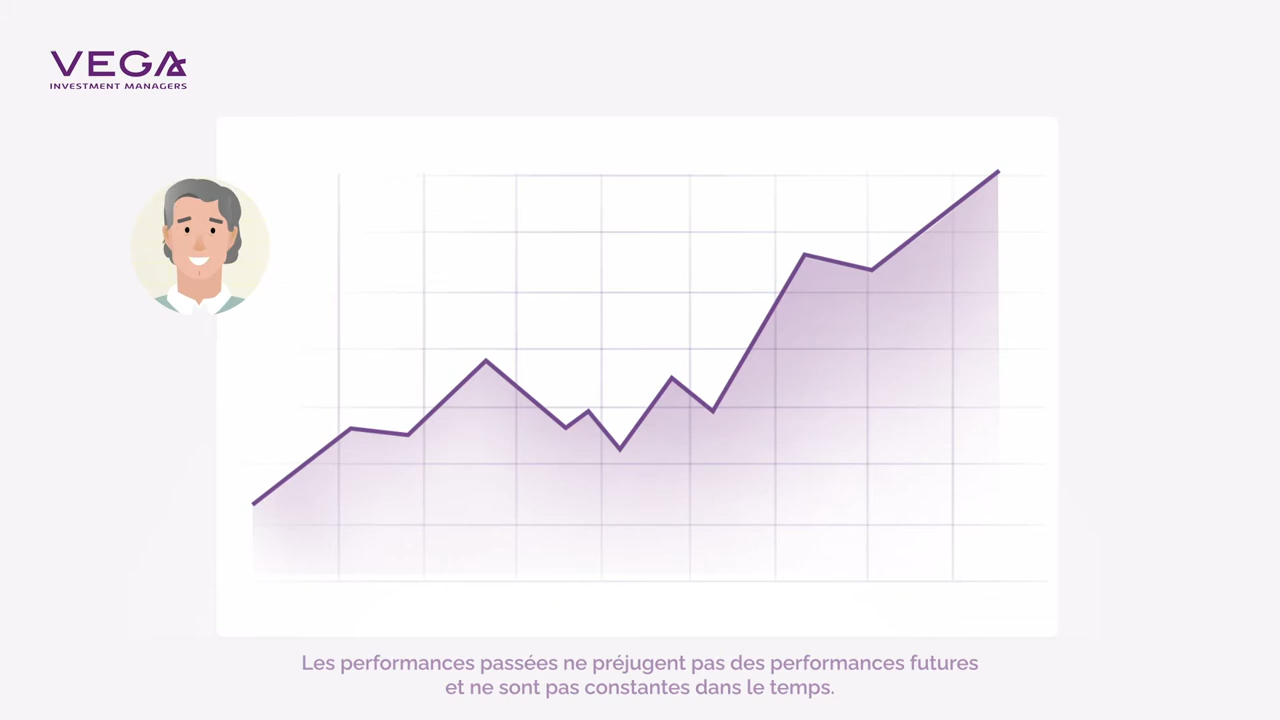 VEGA
INVESTMENT MANAGERS
Les performances passées ne préjugent pas des performances futures
et ne sont pas constantes dans le temps.